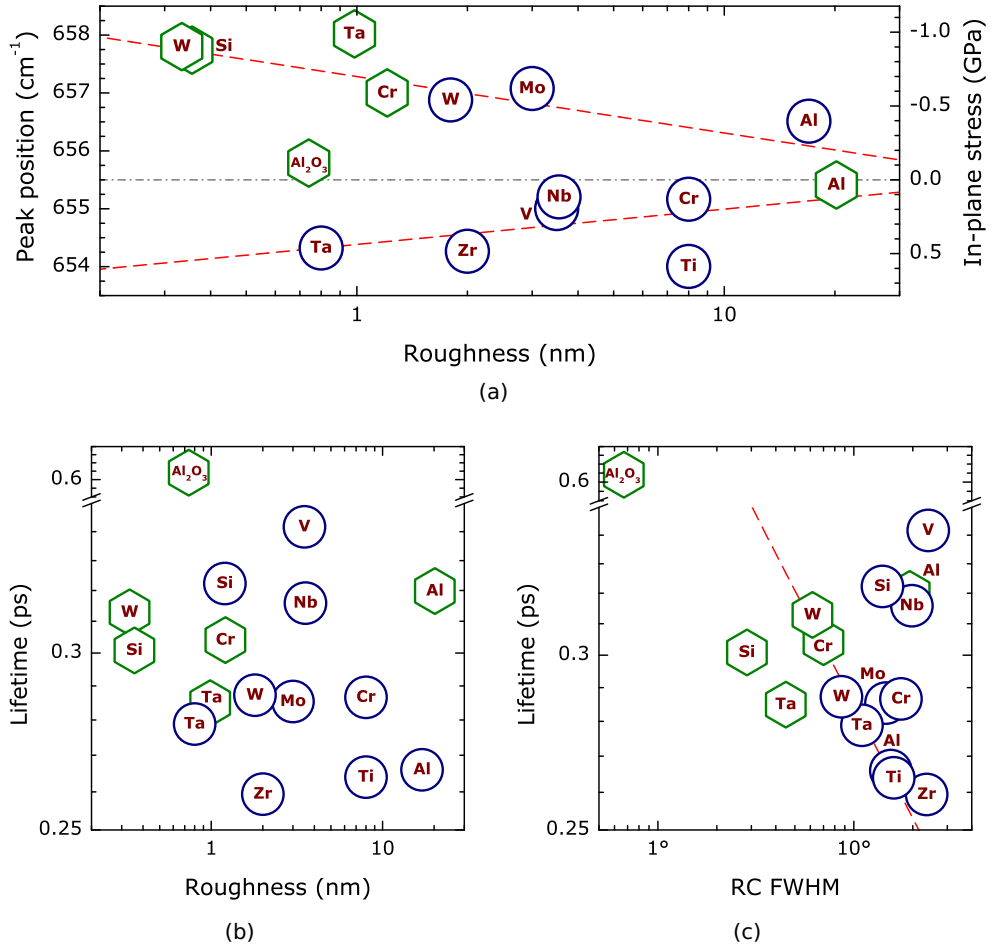 Peak position (cm⁻¹)
658
657
656
655
654
W
Si
Ta
Cr
W
Mo
Al
Al₂O₃
Ta
Zr
V
Nb
Cr
Ti
Al
-1.0
-0.5
0.0
0.5
In-plane stress (GPa)
1
10
Roughness (nm)
(a)
Lifetime (ps)
0.6
0.3
0.25
Al₂O₃
V
Si
Nb
Al
W
Si
Cr
Ta
Ta
W
Mo
Cr
Zr
Ti
Al
1
10
Roughness (nm)
(b)
Lifetime (ps)
0.6
0.3
0.25
Al₂O₃
V
Al
Si
Nb
W
Cr
Si
Mo
Ta
W
Cr
Ta
Al
Ti
Zr
1°
10°
RC FWHM
(c)